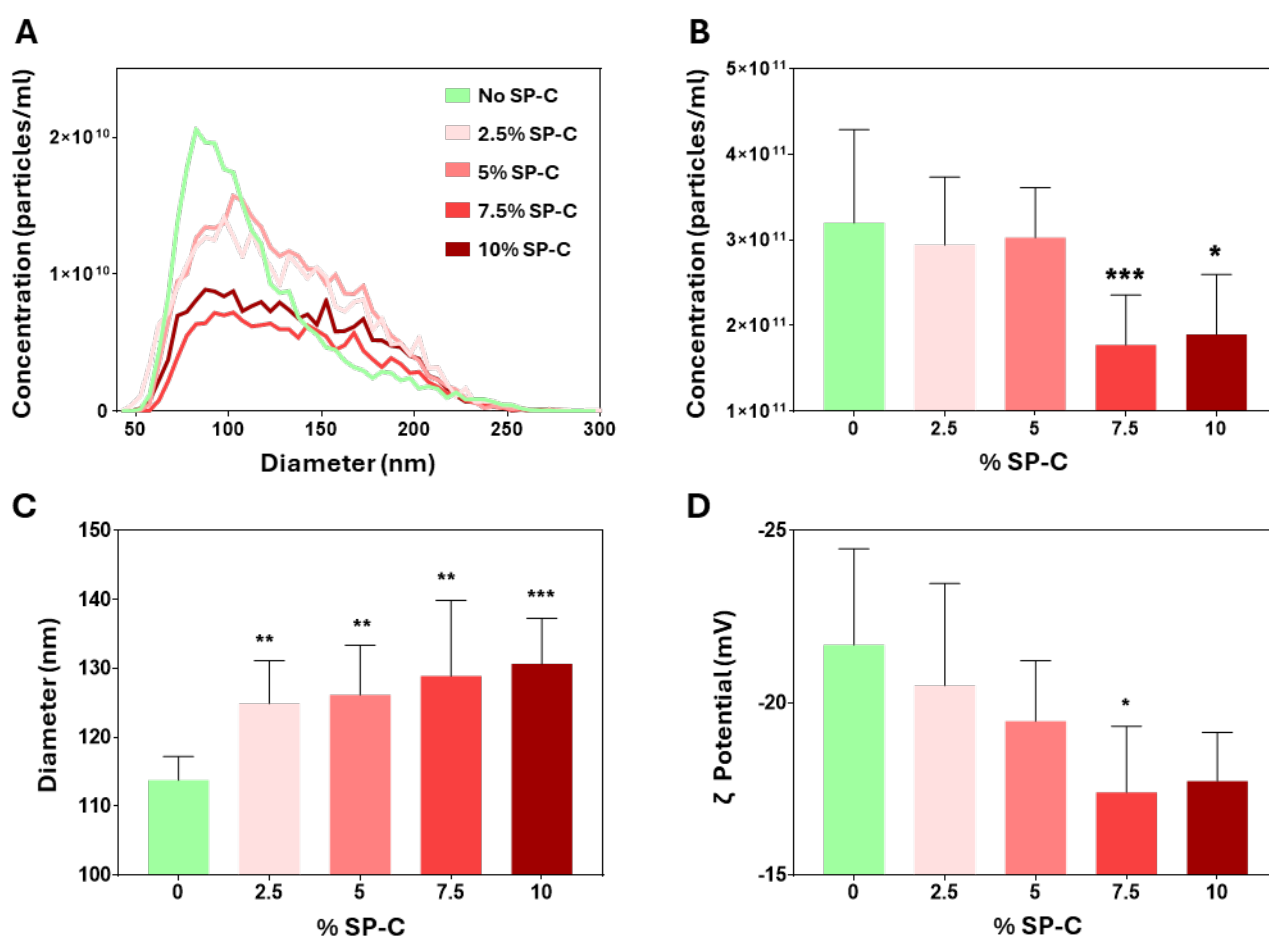 A
Concentration (particles/ml)
2×10¹⁰
1×10¹⁰
0
50 100 150 200 250 300
Diameter (nm)
No SP-C
2.5% SP-C
5% SP-C
7.5% SP-C
10% SP-C
B
Concentration (particles/ml)
5×10¹¹
4×10¹¹
3×10¹¹
2×10¹¹
1×10¹¹
***
*
0 2.5 5 7.5 10
% SP-C
C
Diameter (nm)
150
140
130
120
110
100
**
**
**
***
0 2.5 5 7.5 10
% SP-C
D
ζ Potential (mV)
-25
-20
-15
*
0 2.5 5 7.5 10
% SP-C